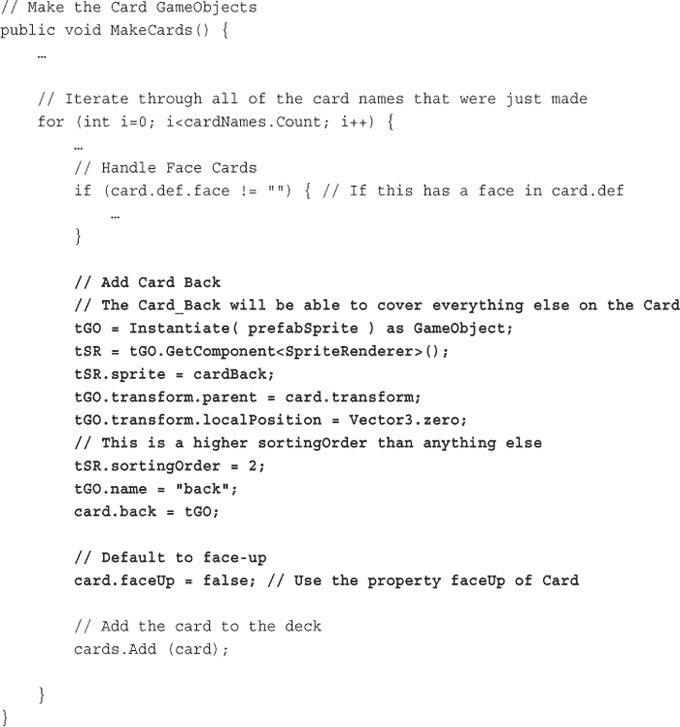 // Make the Card GameObjects
public void MakeCards() {
    …
    // Iterate through all of the card names that were just made
    for (int i=0; i<cardNames.Count; i++) {
        …
        // Handle Face Cards
        if (card.def.face != "") { // If this has a face in card.def
            …
        }
        // Add Card Back
        // The Card_Back will be able to cover everything else on the Card
        tGO = Instantiate( prefabSprite ) as GameObject;
        tSR = tGO.GetComponent<SpriteRenderer>();
        tSR.sprite = cardBack;
        tGO.transform.parent = card.transform;
        tGO.transform.localPosition = Vector3.zero;
        // This is a higher sortingOrder than anything else
        tSR.sortingOrder = 2;
        tGO.name = "back";
        card.back = tGO;
        // Default to face-up
        card.faceUp = false; // Use the property faceUp of Card
        // Add the card to the deck
        cards.Add (card);
    }
}